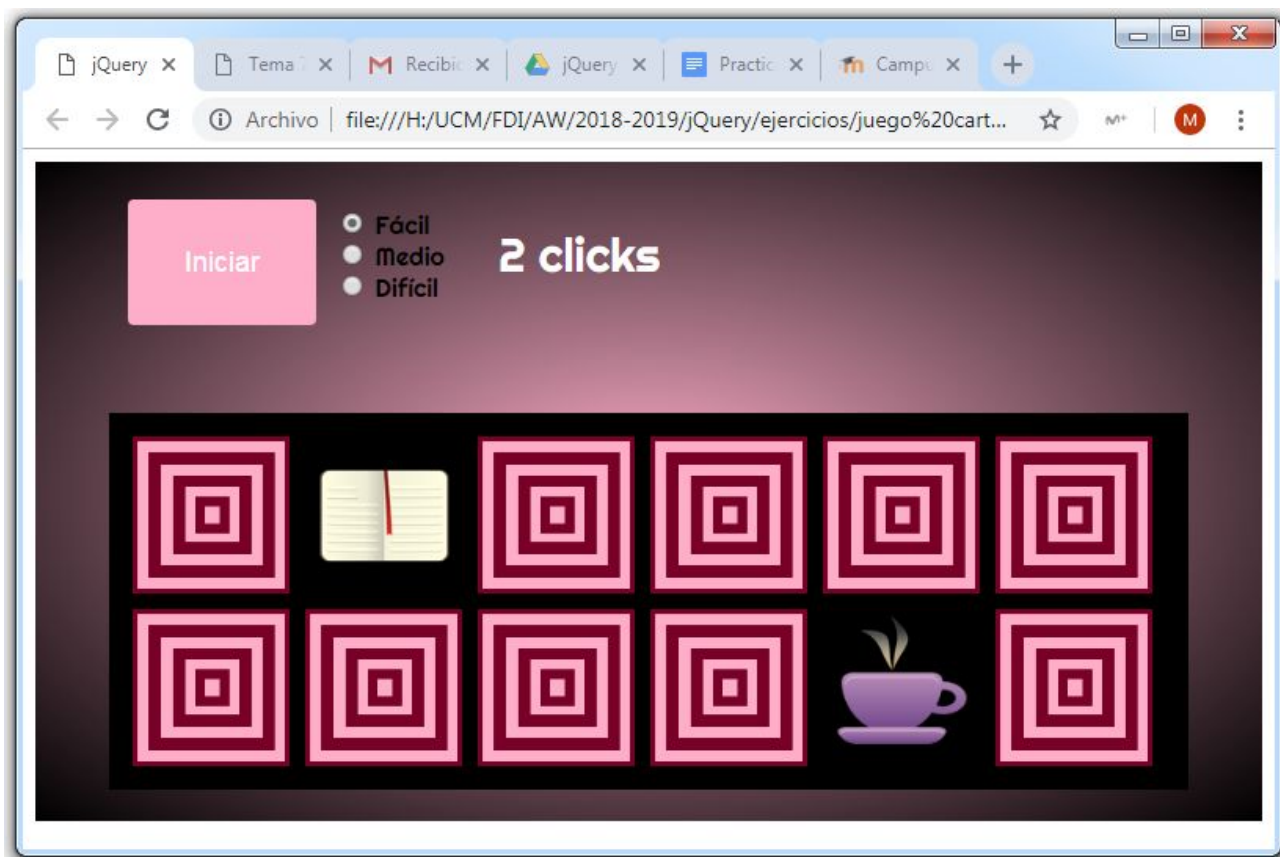 jQuery
Tema
Recibic
jQuery
Practic
Campu
Archivo
file:///H:/UCM/FDI/AW/2018-2019/jQuery/ejercicios/juego%20cart...
M
Iniciar
Fácil
Medio
Difícil
2 clicks